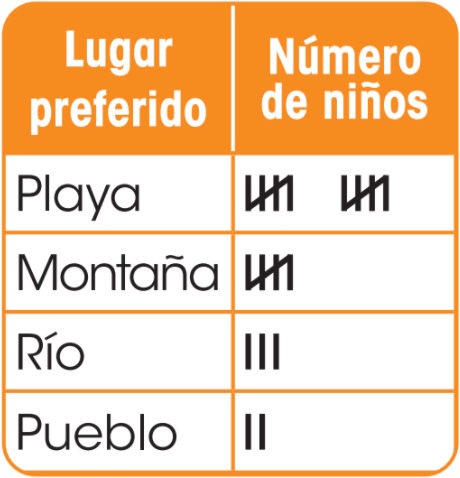 Lugar
preferido
Número
de niños
Playa
Montaña
Río
Pueblo